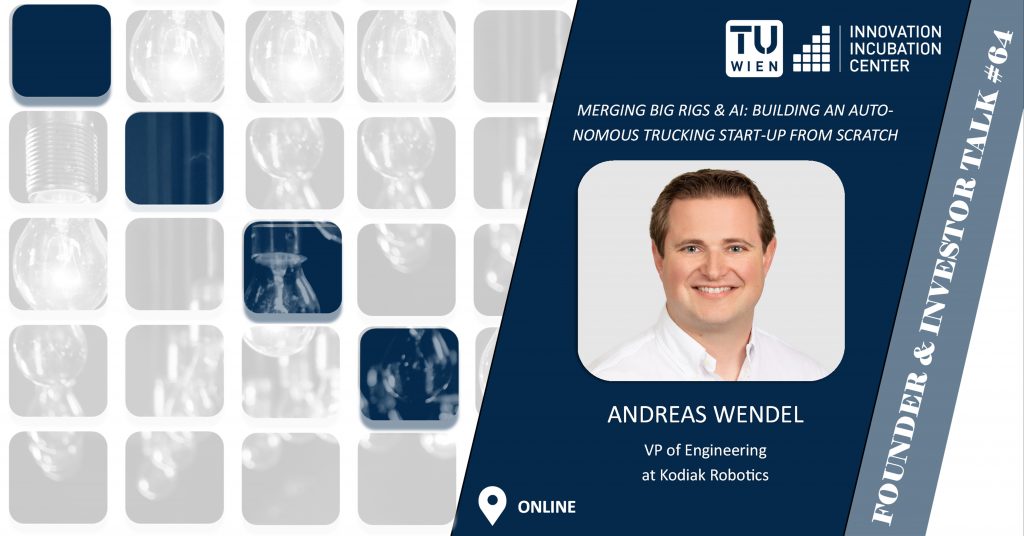 TU
WIEN
INNOVATION
INCUBATION
CENTER
MERGING BIG RIGS & AI: BUILDING AN AUTO-
NOMOUS TRUCKING START-UP FROM SCRATCH
ANDREAS WENDEL
VP of Engineering
at Kodiak Robotics
ONLINE
FOUNDER & INVESTOR TALK #64